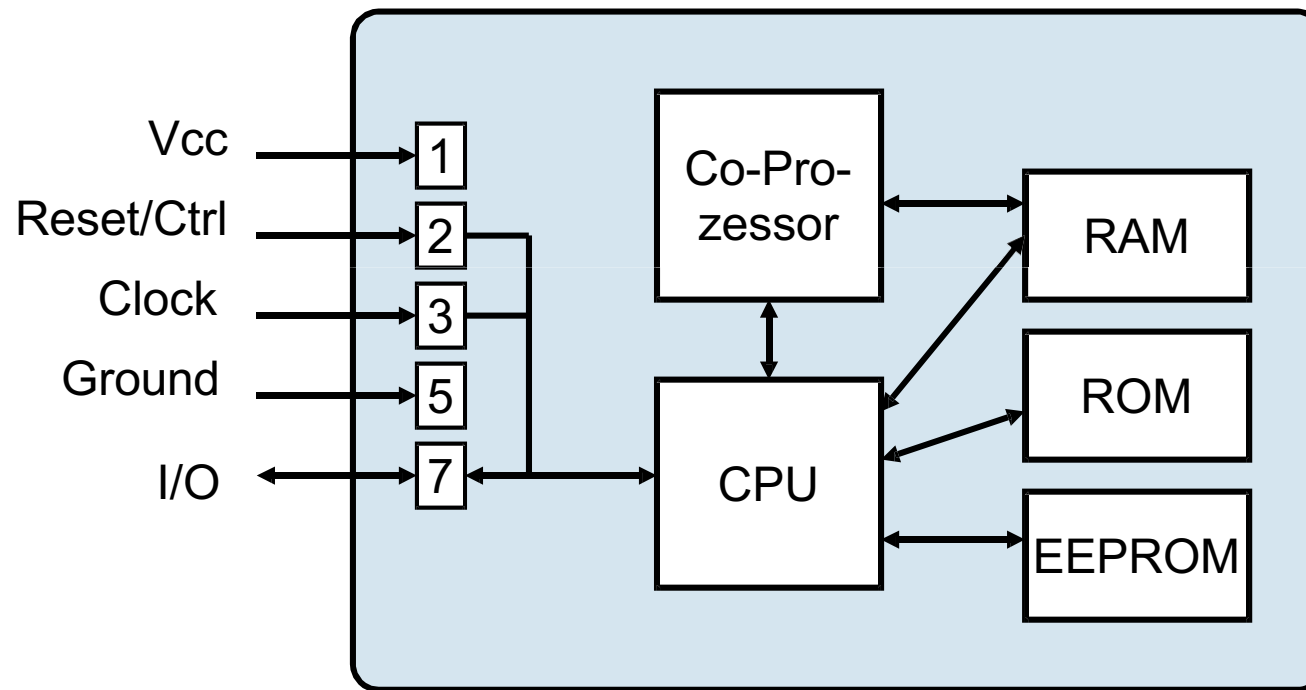 Vcc
1
Reset/Ctrl
2
Clock
3
Ground
5
I/O
7
Co-Pro-
zessor
CPU
RAM
ROM
EEPROM